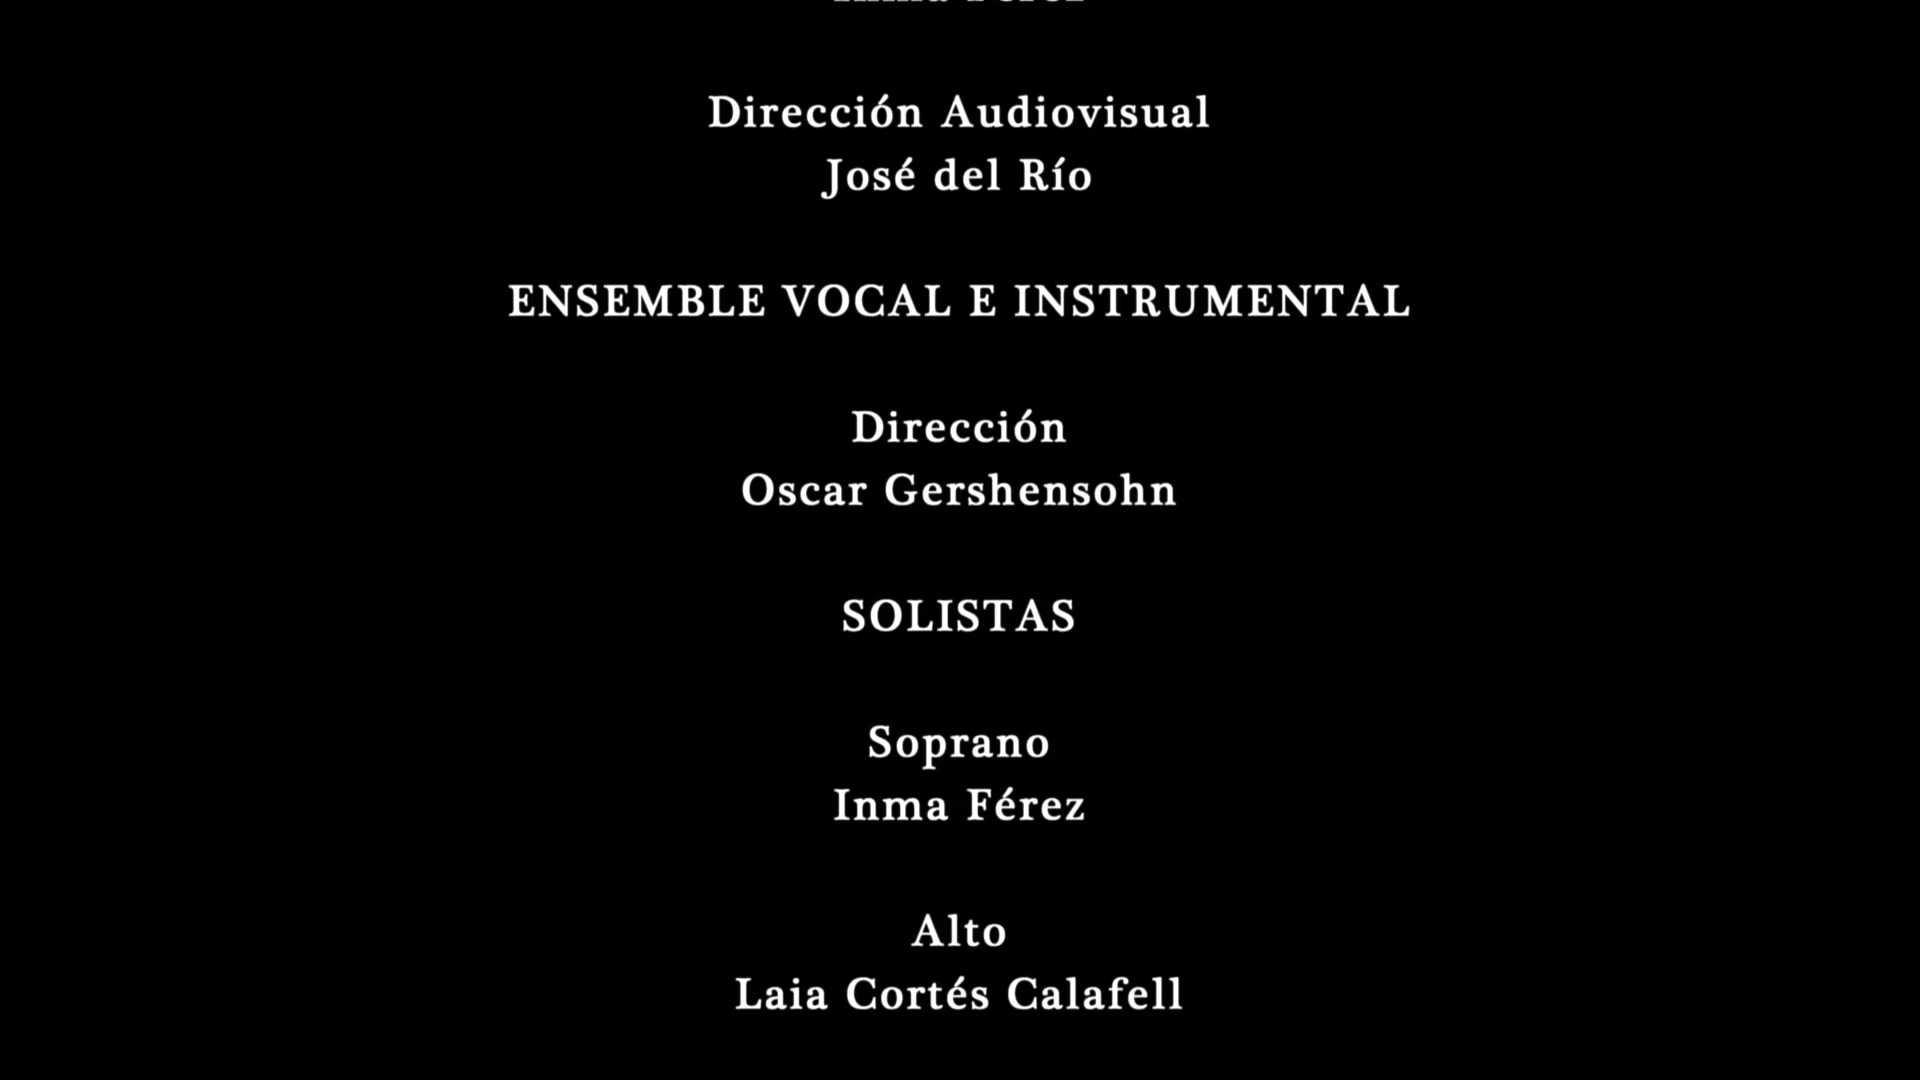 Dirección Audiovisual
José del Río
ENSEMBLE VOCAL E INSTRUMENTAL
Dirección
Oscar Gershensohn
SOLISTAS
Soprano
Inma Férez
Alto
Laia Cortés Calafell